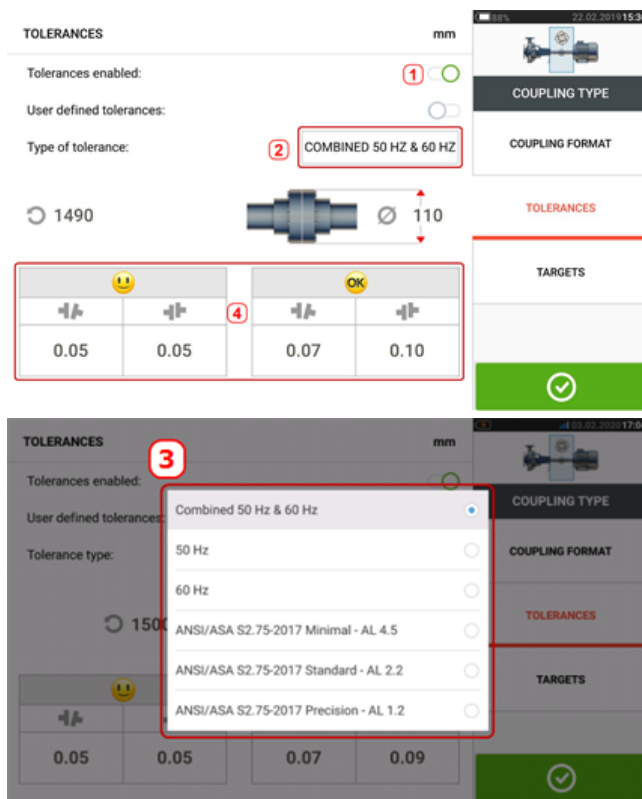 88% 22.02.2019 15:3
TOLERANCES mm
Tolerances enabled: 1
COUPLING TYPE
User defined tolerances:
Type of tolerance: 2 COMBINED 50 HZ & 60 HZ
COUPLING FORMAT
1490 110
TOLERANCES
OK
TARGETS
4
0.05 0.05 0.07 0.10
03.02.2020 17:0
TOLERANCES mm
3
Tolerances enabled:
COUPLING TYPE
Combined 50 Hz & 60 Hz
User defined tolerances:
50 Hz
Tolerance type:
COUPLING FORMAT
60 Hz
1500
ANSI/ASA S2.75-2017 Minimal - AL 4.5
TOLERANCES
ANSI/ASA S2.75-2017 Standard - AL 2.2
TARGETS
ANSI/ASA S2.75-2017 Precision - AL 1.2
0.05 0.05 0.07 0.09